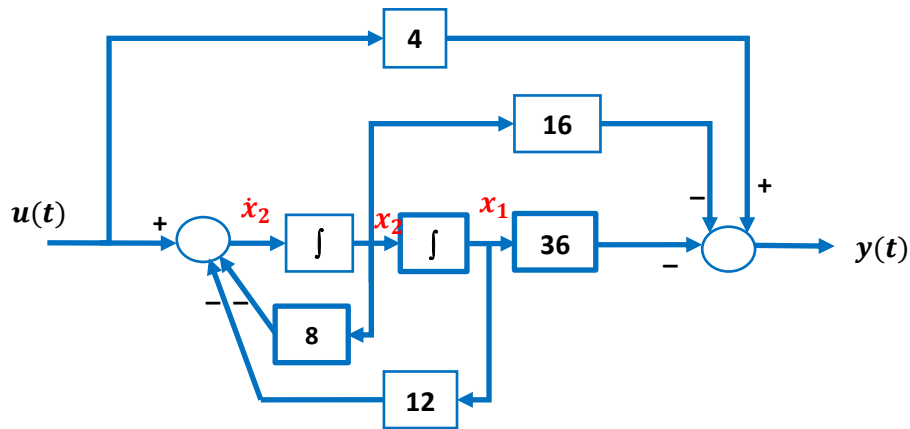 4
16
u(t)
+
ẋ₂
∫
x₂
∫
x₁
36
−
+
−
y(t)
− −
8
12